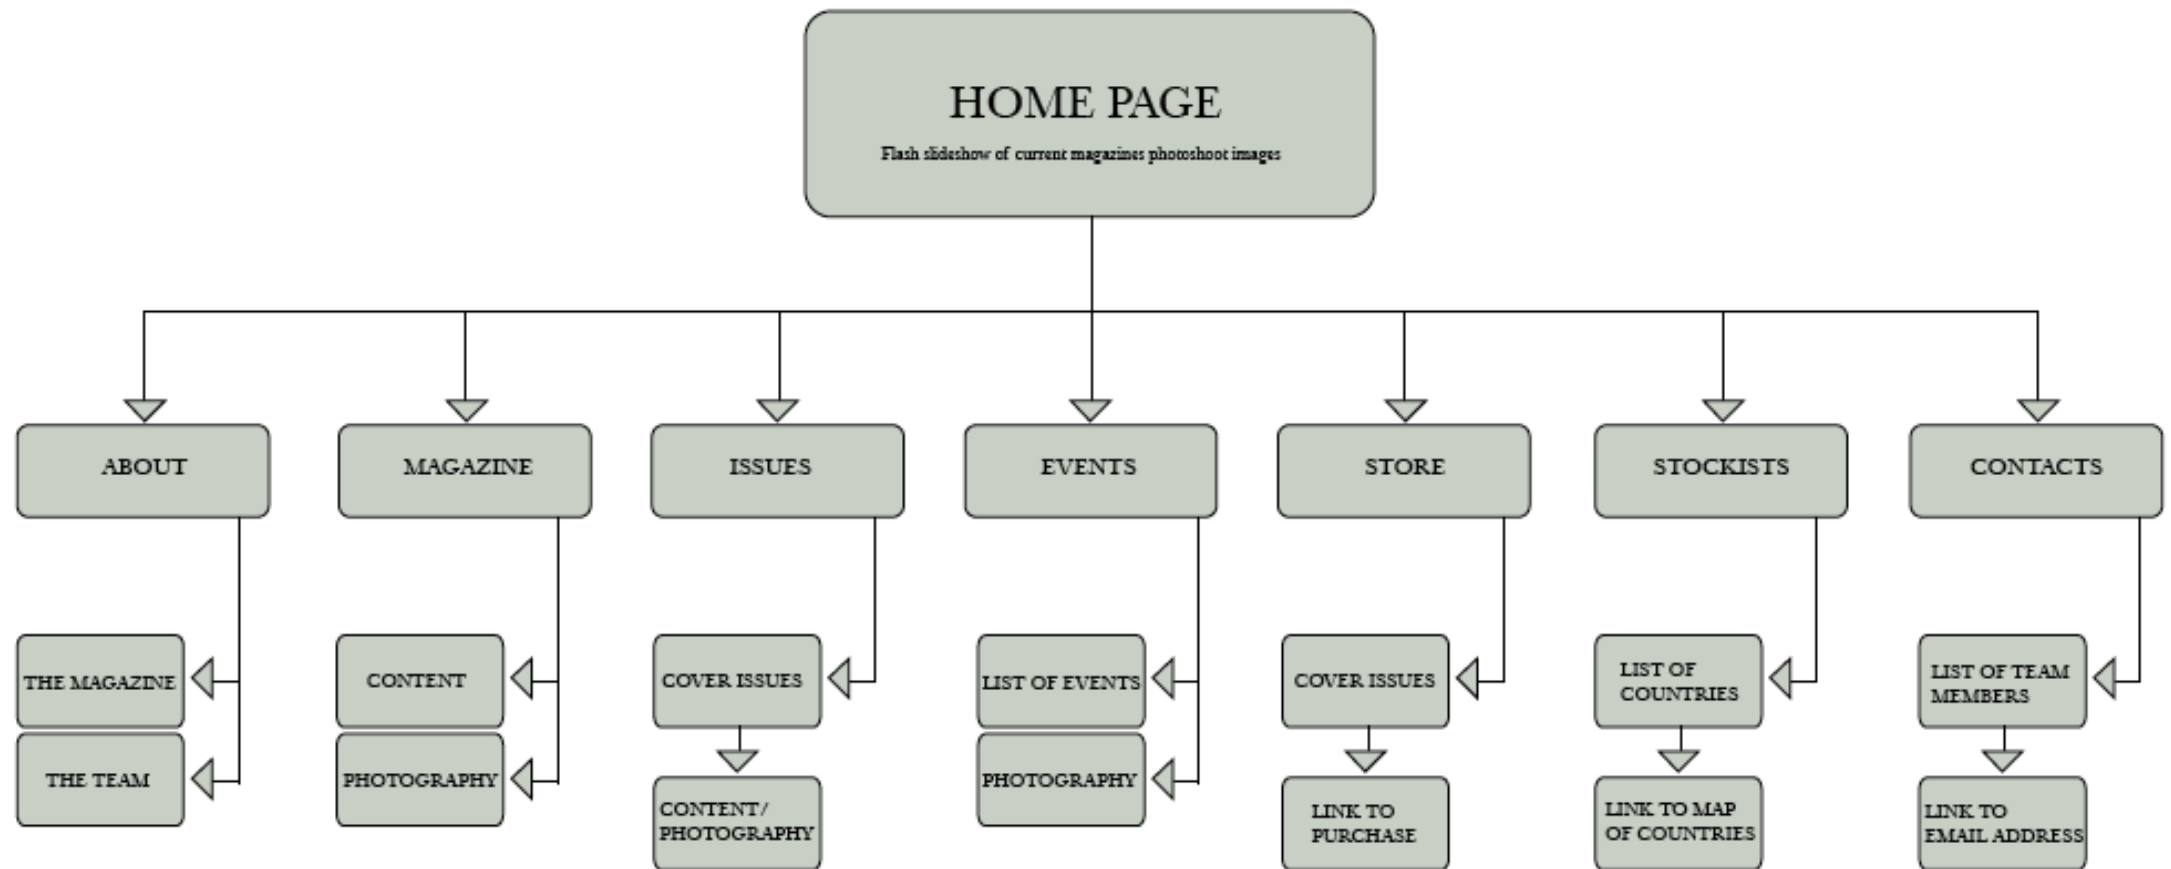 HOME PAGE
Flash slideshow of current magazines photoshoot images
ABOUT
MAGAZINE
ISSUES
EVENTS
STORE
STOCKISTS
CONTACTS
THE MAGAZINE
THE TEAM
CONTENT
PHOTOGRAPHY
COVER ISSUES
CONTENT/
PHOTOGRAPHY
LIST OF EVENTS
PHOTOGRAPHY
COVER ISSUES
LINK TO
PURCHASE
LIST OF
COUNTRIES
LINK TO MAP
OF COUNTRIES
LIST OF TEAM
MEMBERS
LINK TO
EMAIL ADDRESS